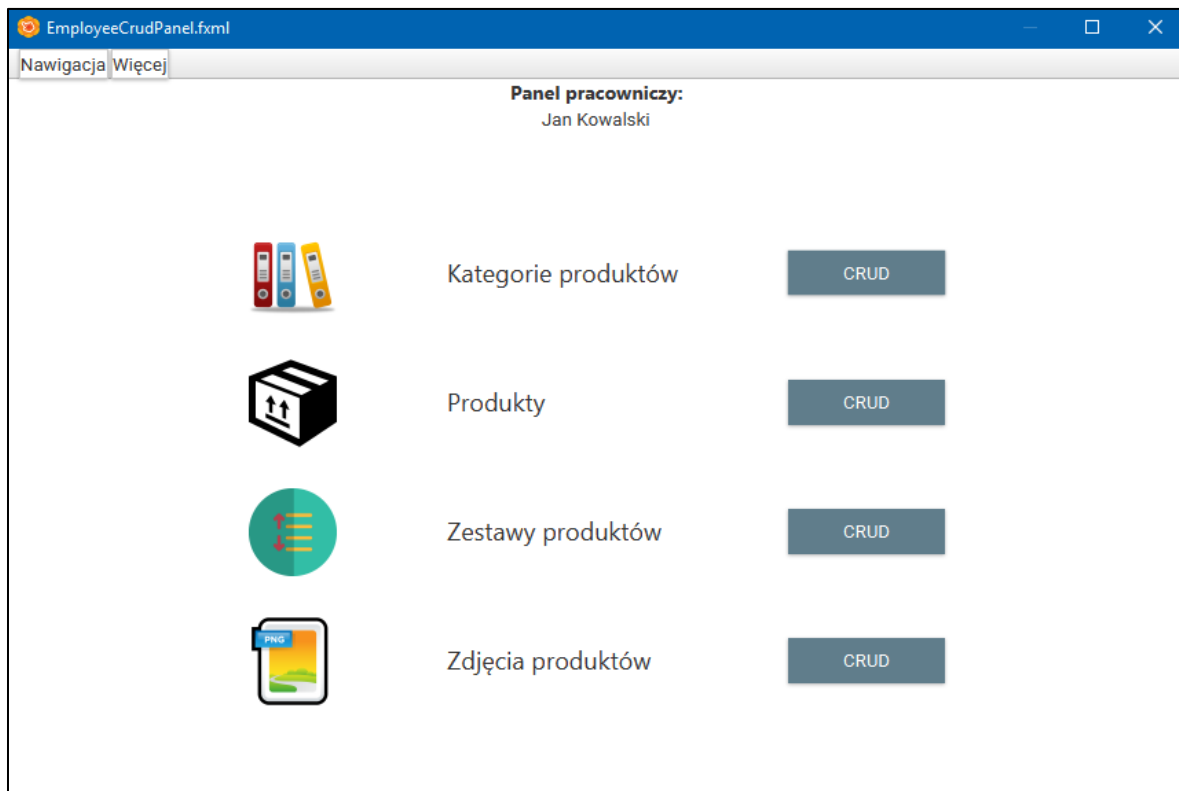 EmployeeCrudPanel.fxml
Nawigacja Więcej
Panel pracowniczy:
Jan Kowalski
Kategorie produktów CRUD
Produkty CRUD
Zestawy produktów CRUD
PNG
Zdjęcia produktów CRUD